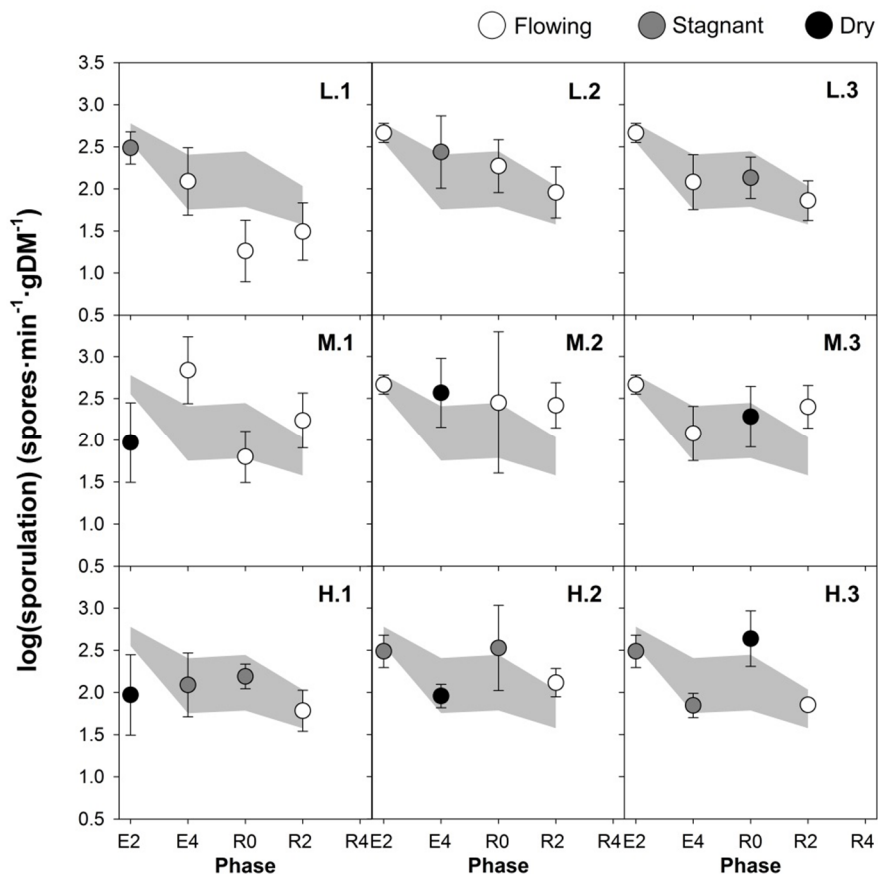 Flowing Stagnant Dry
L.1 L.2 L.3
3.5
3.0
2.5
2.0
1.5
1.0
0.5
M.1 M.2 M.3
3.0
2.5
2.0
1.5
1.0
0.5
H.1 H.2 H.3
3.0
2.5
2.0
1.5
1.0
0.5
log(sporulation) (spores·min⁻¹·gDM⁻¹)
E2 E4 R0 R2 R4 E2 E4 R0 R2 E2 E4 R0 R2 R4
Phase Phase Phase